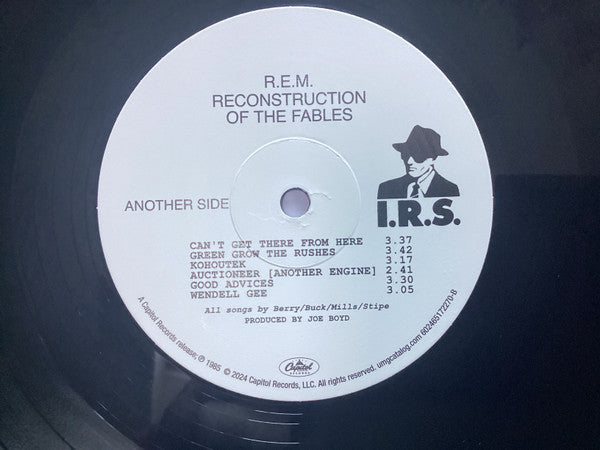 R.E.M.
RECONSTRUCTION
OF THE FABLES
ANOTHER SIDE
I.R.S.
CAN'T GET THERE FROM HERE 3.37
GREEN GROW THE RUSHES 3.42
KOHOUTEK 3.17
AUCTIONEER [ANOTHER ENGINE] 2.41
GOOD ADVICES 3.30
WENDELL GEE 3.05
All songs by Berry/Buck/Mills/Stipe
PRODUCED BY JOE BOYD
Capitol
RECORDS
A Capitol Records release; ℗ 1985 © 2024 Capitol Records, LLC. All rights reserved. umgcatalog.com 602465172270-B